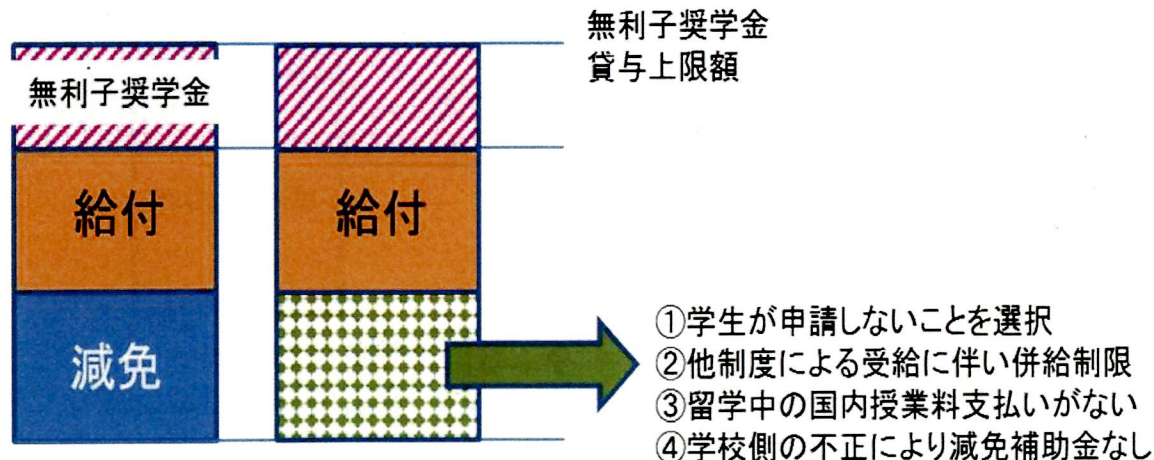 無利子奨学金
貸与上限額
無利子奨学金
給付
給付
減免
①学生が申請しないことを選択
②他制度による受給に伴い併給制限
③留学中の国内授業料支払いがない
④学校側の不正により減免補助金なし